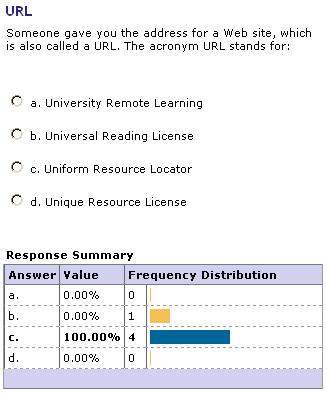 URL
Someone gave you the address for a Web site, which
is also called a URL. The acronym URL stands for:
a. University Remote Learning
b. Universal Reading License
c. Uniform Resource Locator
d. Unique Resource License
Response Summary
Answer Value Frequency Distribution
a. 0.00% 0
b. 0.00% 1
c. 100.00% 4
d. 0.00% 0